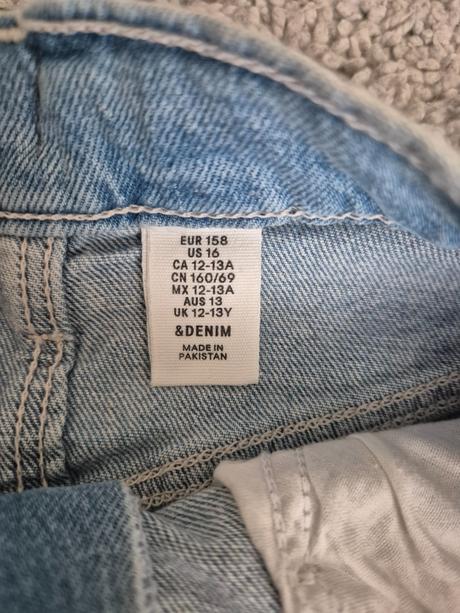 EUR 158
US 16
CA 12-13A
CN 160/69
MX 12-13A
AUS 13
UK 12-13Y
&DENIM
MADE IN
PAKISTAN